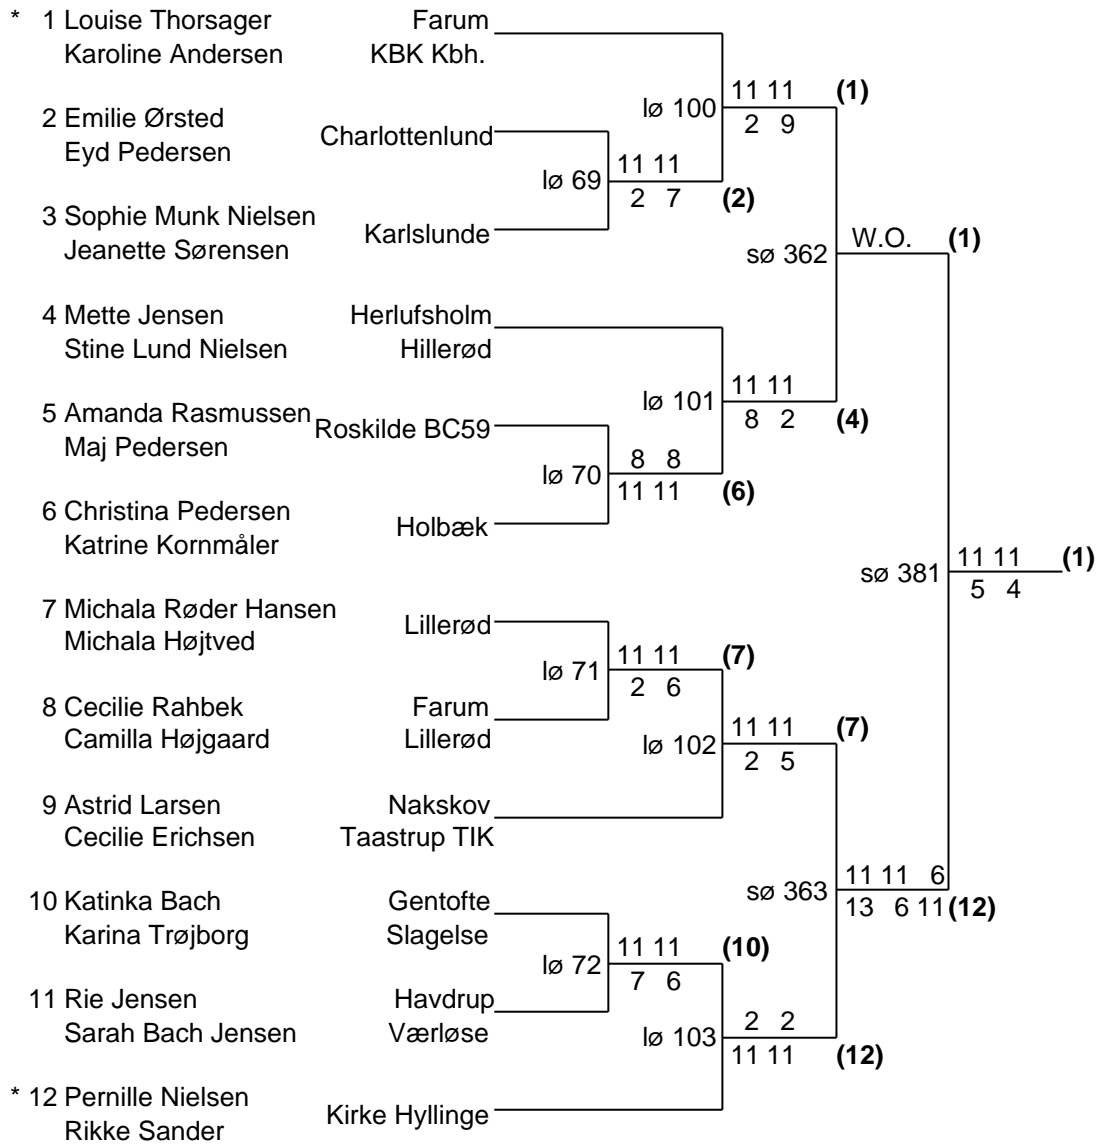 * 1 Louise Thorsager Farum
Karoline Andersen KBK Kbh.
11 11 (1)
lø 100
2 9
2 Emilie Ørsted
Charlottenlund
Eyd Pedersen
11 11
lø 69
2 7 (2)
3 Sophie Munk Nielsen
Karlslunde
Jeanette Sørensen
W.O. (1)
sø 362
4 Mette Jensen Herlufsholm
Stine Lund Nielsen Hillerød
11 11
lø 101
8 2 (4)
5 Amanda Rasmussen
Roskilde BC59
Maj Pedersen
8 8
lø 70
11 11 (6)
6 Christina Pedersen
Holbæk
Katrine Kornmåler
11 11 (1)
sø 381
5 4
7 Michala Røder Hansen
Lillerød
Michala Højtved
11 11 (7)
lø 71
2 6
8 Cecilie Rahbek Farum
Camilla Højgaard Lillerød
11 11 (7)
lø 102
2 5
9 Astrid Larsen Nakskov
Cecilie Erichsen Taastrup TIK
11 11 6
sø 363
13 6 11 (12)
10 Katinka Bach Gentofte
Karina Trøjborg Slagelse
11 11 (10)
lø 72
7 6
11 Rie Jensen Havdrup
Sarah Bach Jensen Værløse
2 2
lø 103
11 11 (12)
* 12 Pernille Nielsen
Kirke Hyllinge
Rikke Sander